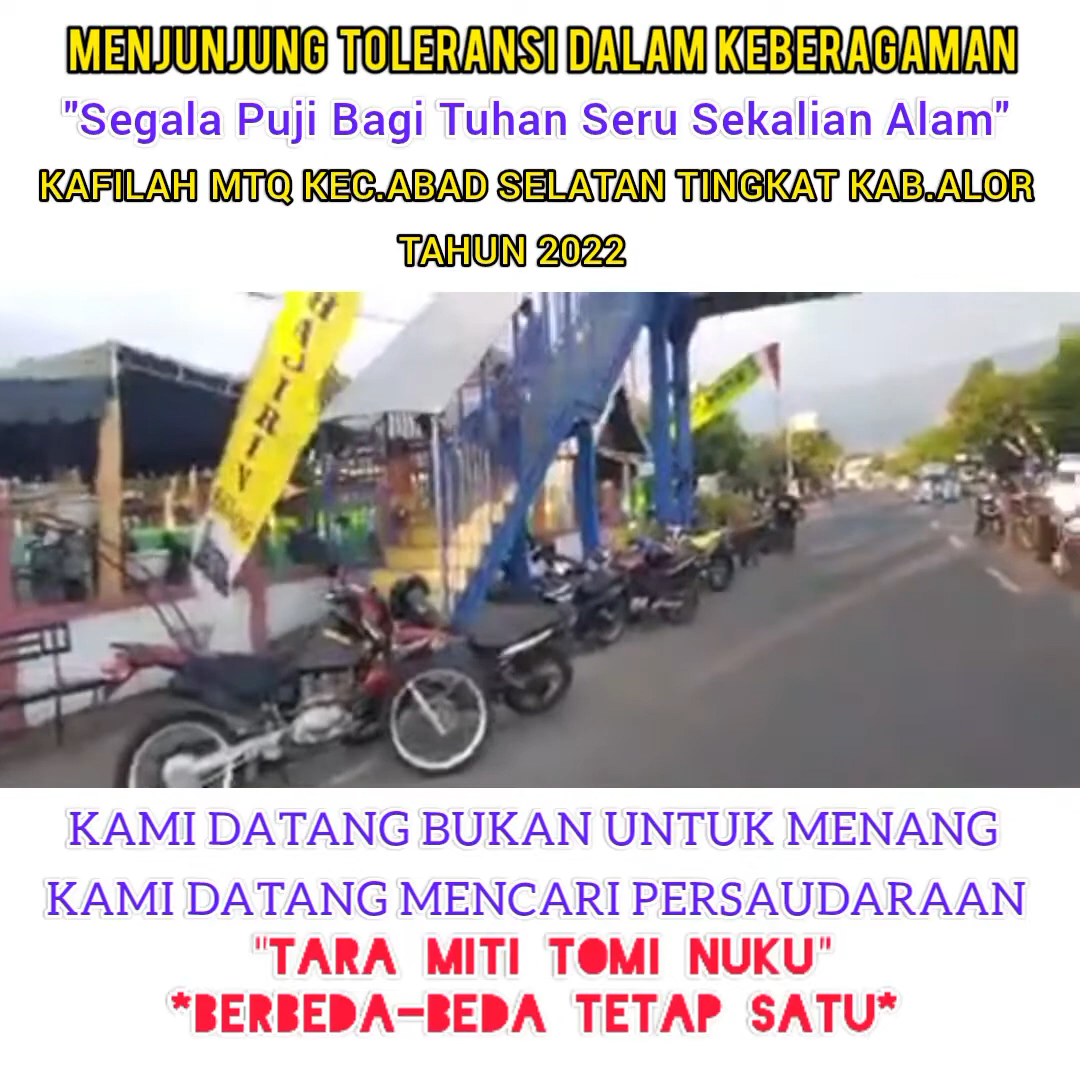 MENJUNJUNG TOLERANSI DALAM KEBERAGAMAN
"Segala Puji Bagi Tuhan Seru Sekalian Alam"
KAFILAH MTQ KEC.ABAD SELATAN TINGKAT KAB.ALOR
TAHUN 2022
HAJIRIN
KAMI DATANG BUKAN UNTUK MENANG
KAMI DATANG MENCARI PERSAUDARAAN
"TARA MITI TOMI NUKU"
*BERBEDA-BEDA TETAP SATU*